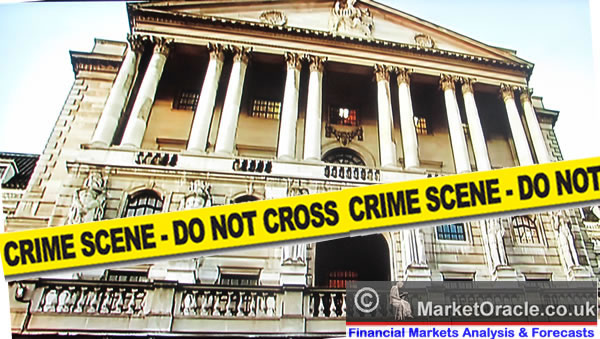 CRIME SCENE - DO NOT CROSS CRIME SCENE - DO NOT
© MarketOracle.co.uk
Financial Markets Analysis & Forecasts